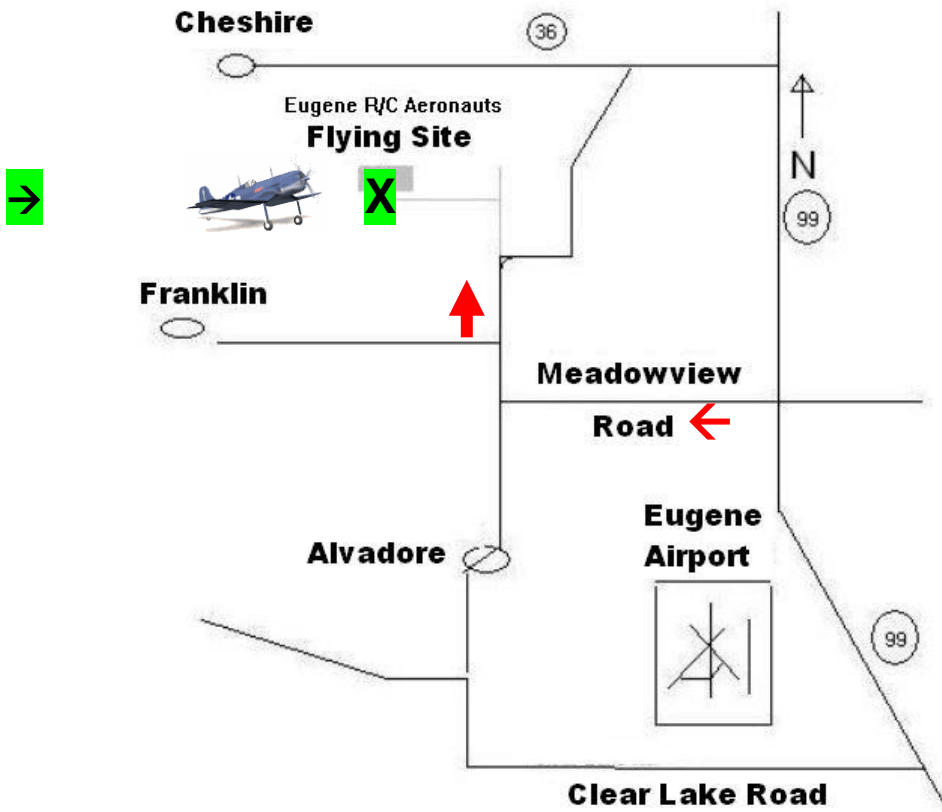 Cheshire
36
Eugene R/C Aeronauts
Flying Site
N
X
99
Franklin
Meadowview
Road
Eugene
Airport
Alvadore
99
Clear Lake Road